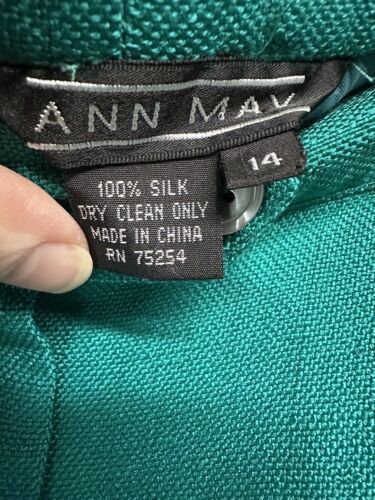 ANN MAY
14
100% SILK
DRY CLEAN ONLY
MADE IN CHINA
RN 75254